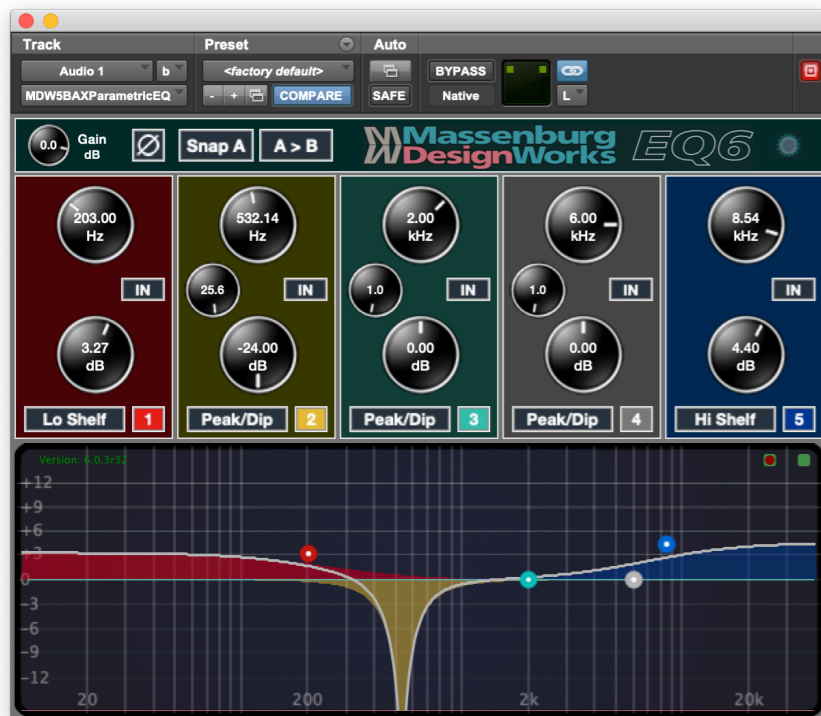 Track Preset Auto
Audio 1 b <factory default> BYPASS
MDW5BAXParametricEQ - + COMPARE SAFE Native L
0.0 Gain dB Ø Snap A A > B Massenburg DesignWorks EQ6
203.00 Hz 532.14 Hz 2.00 kHz 6.00 kHz 8.54 kHz
IN 25.6 IN 1.0 IN 1.0 IN IN
3.27 dB -24.00 dB 0.00 dB 0.00 dB 4.40 dB
Lo Shelf 1 Peak/Dip 2 Peak/Dip 3 Peak/Dip 4 Hi Shelf 5
Version: 6.0.3r32
+12
+9
+6
+3
0
-3
-6
-9
-12
20 200 2k 20k